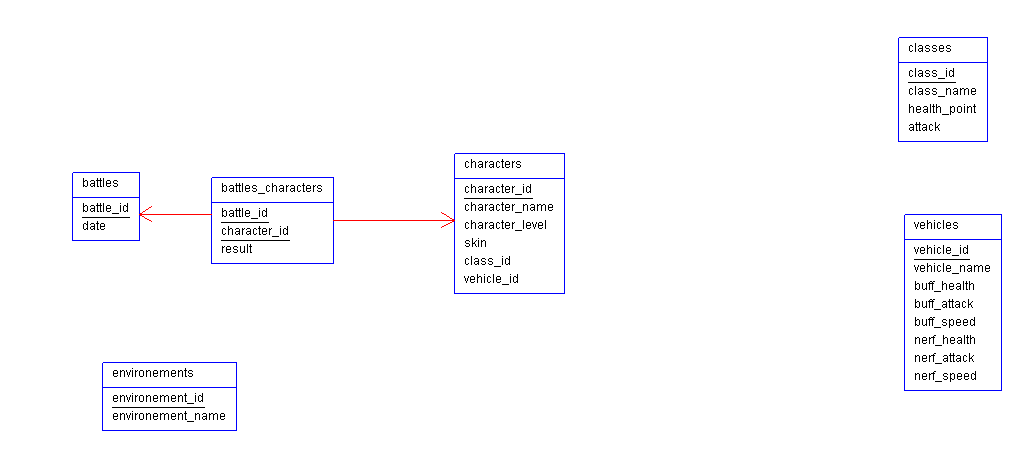 classes
class_id
class_name
health_point
attack
battles
battle_id
date
battles_characters
battle_id
character_id
result
characters
character_id
character_name
character_level
skin
class_id
vehicle_id
vehicles
vehicle_id
vehicle_name
buff_health
buff_attack
buff_speed
nerf_health
nerf_attack
nerf_speed
environements
environement_id
environement_name